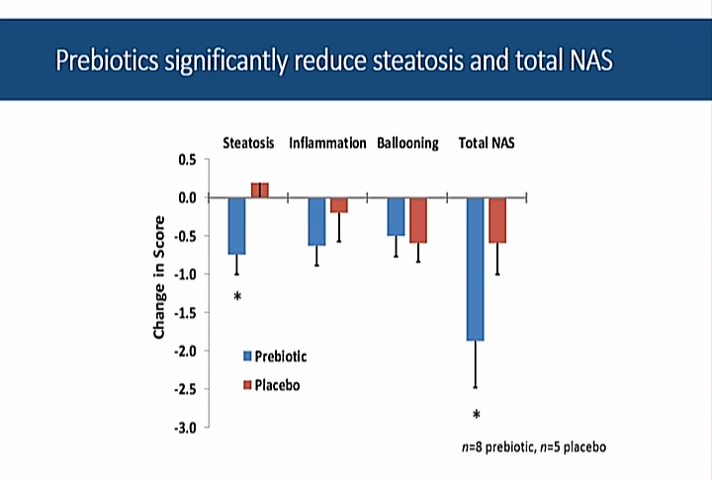 Prebiotics significantly reduce steatosis and total NAS
Steatosis Inflammation Ballooning Total NAS
0.5
0.0
-0.5
-1.0
-1.5
-2.0
-2.5
-3.0
Change in Score
*
Prebiotic
Placebo
*
n=8 prebiotic, n=5 placebo